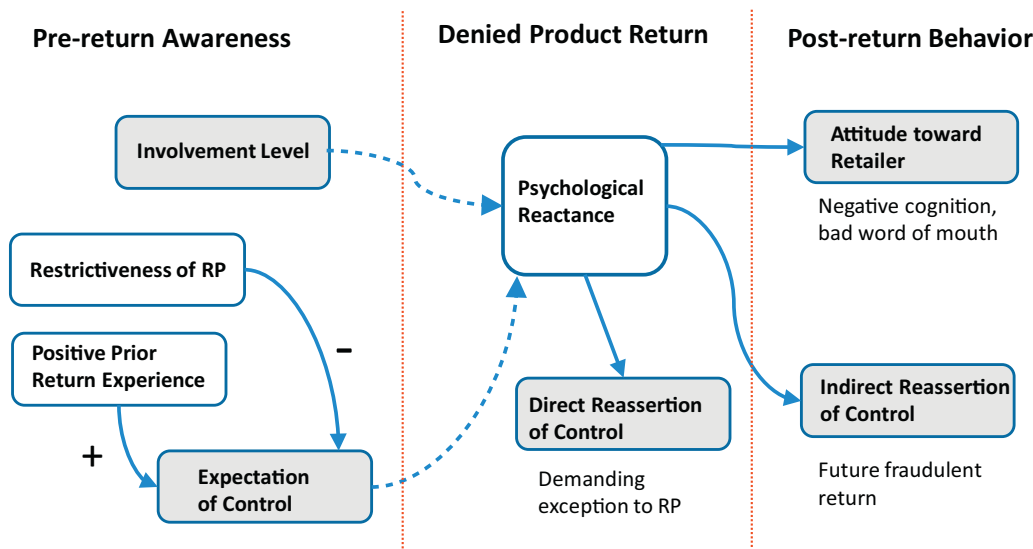 Pre-return Awareness
Denied Product Return
Post-return Behavior
Involvement Level
Psychological
Reactance
Attitude toward
Retailer
Negative cognition,
bad word of mouth
Restrictiveness of RP
Positive Prior
Return Experience
-
+
Expectation
of Control
Direct Reassertion
of Control
Demanding
exception to RP
Indirect Reassertion
of Control
Future fraudulent
return